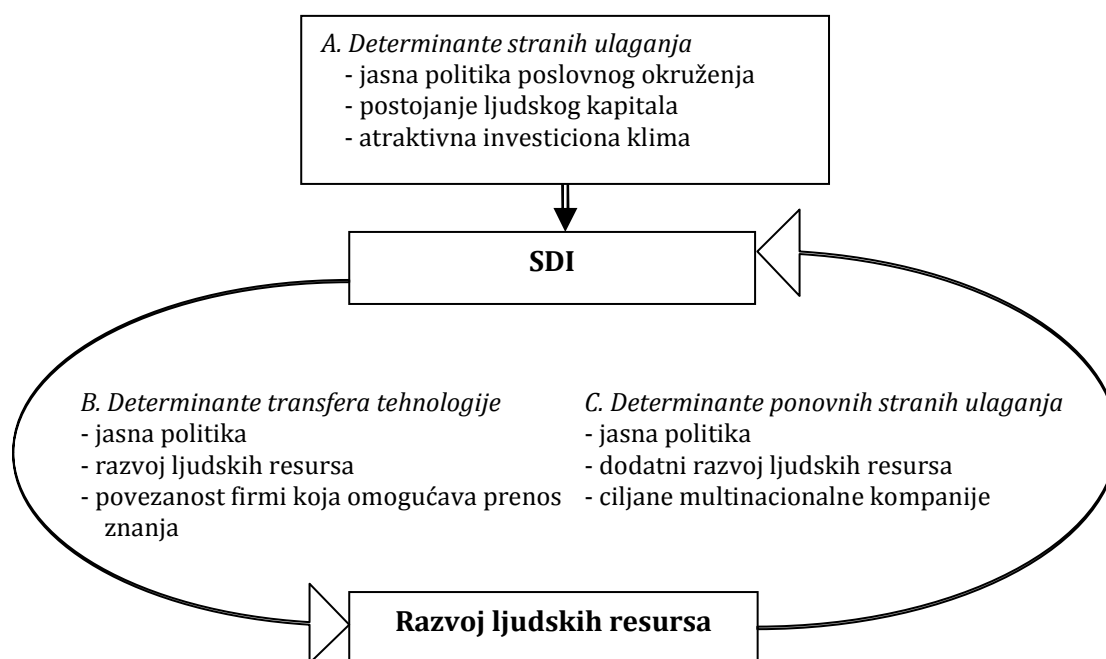 A. Determinante stranih ulaganja
- jasna politika poslovnog okruženja
- postojanje ljudskog kapitala
- atraktivna investiciona klima
SDI
B. Determinante transfera tehnologije
- jasna politika
- razvoj ljudskih resursa
- povezanost firmi koja omogućava prenos
znanja
C. Determinante ponovnih stranih ulaganja
- jasna politika
- dodatni razvoj ljudskih resursa
- ciljane multinacionalne kompanije
Razvoj ljudskih resursa